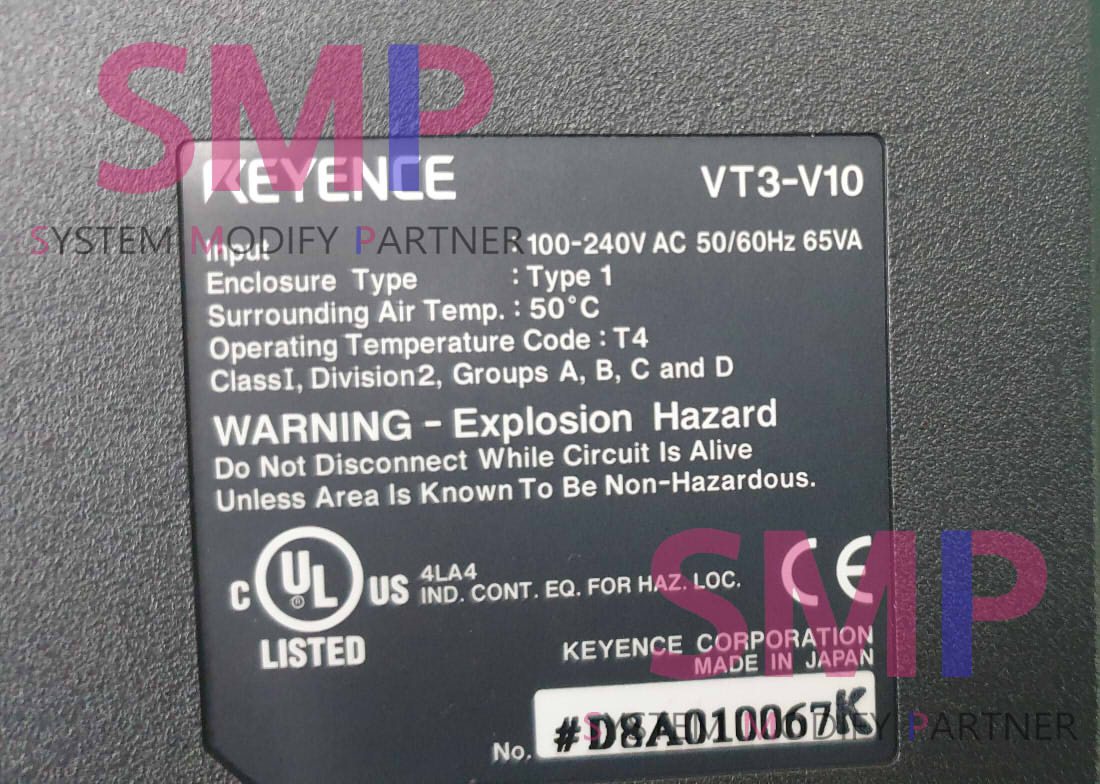 SMP
SYSTEM MODIFY PARTNER
KEYENCE VT3-V10
Input : 100-240V AC 50/60Hz 65VA
Enclosure Type : Type 1
Surrounding Air Temp. : 50°C
Operating Temperature Code : T4
ClassI, Division2, Groups A, B, C and D
WARNING - Explosion Hazard
Do Not Disconnect While Circuit Is Alive
Unless Area Is Known To Be Non-Hazardous.
C UL ® US 4LA4
IND. CONT. EQ. FOR HAZ. LOC.
LISTED
CE
SMP
KEYENCE CORPORATION
MADE IN JAPAN
No. #D8A010067K
SYSTEM MODIFY PARTNER